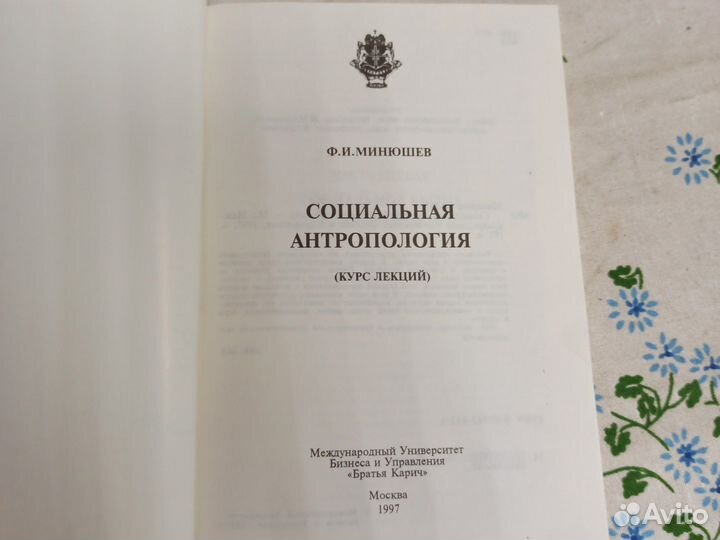 Ф.И.МИНЮШЕВ
СОЦИАЛЬНАЯ
АНТРОПОЛОГИЯ
(КУРС ЛЕКЦИЙ)
Международный Университет
Бизнеса и Управления
«Братья Карич»
Москва
1997
Avito